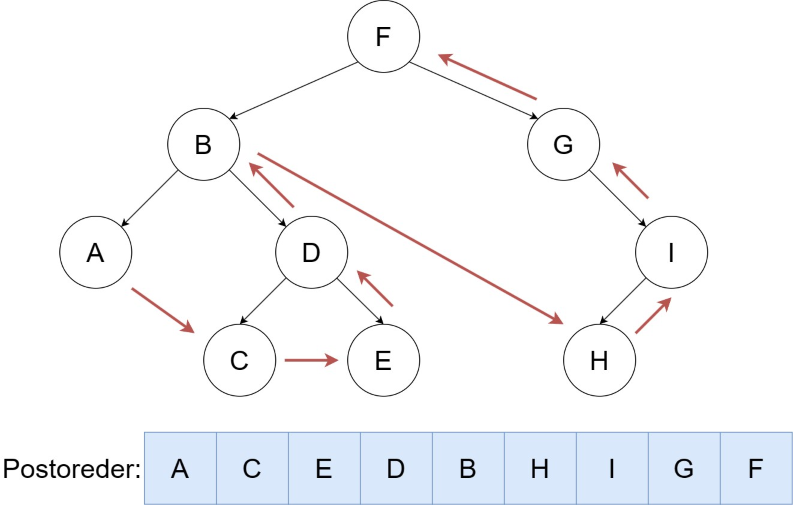 F
B G
A D I
C E H
Postoreder: A C E D B H I G F